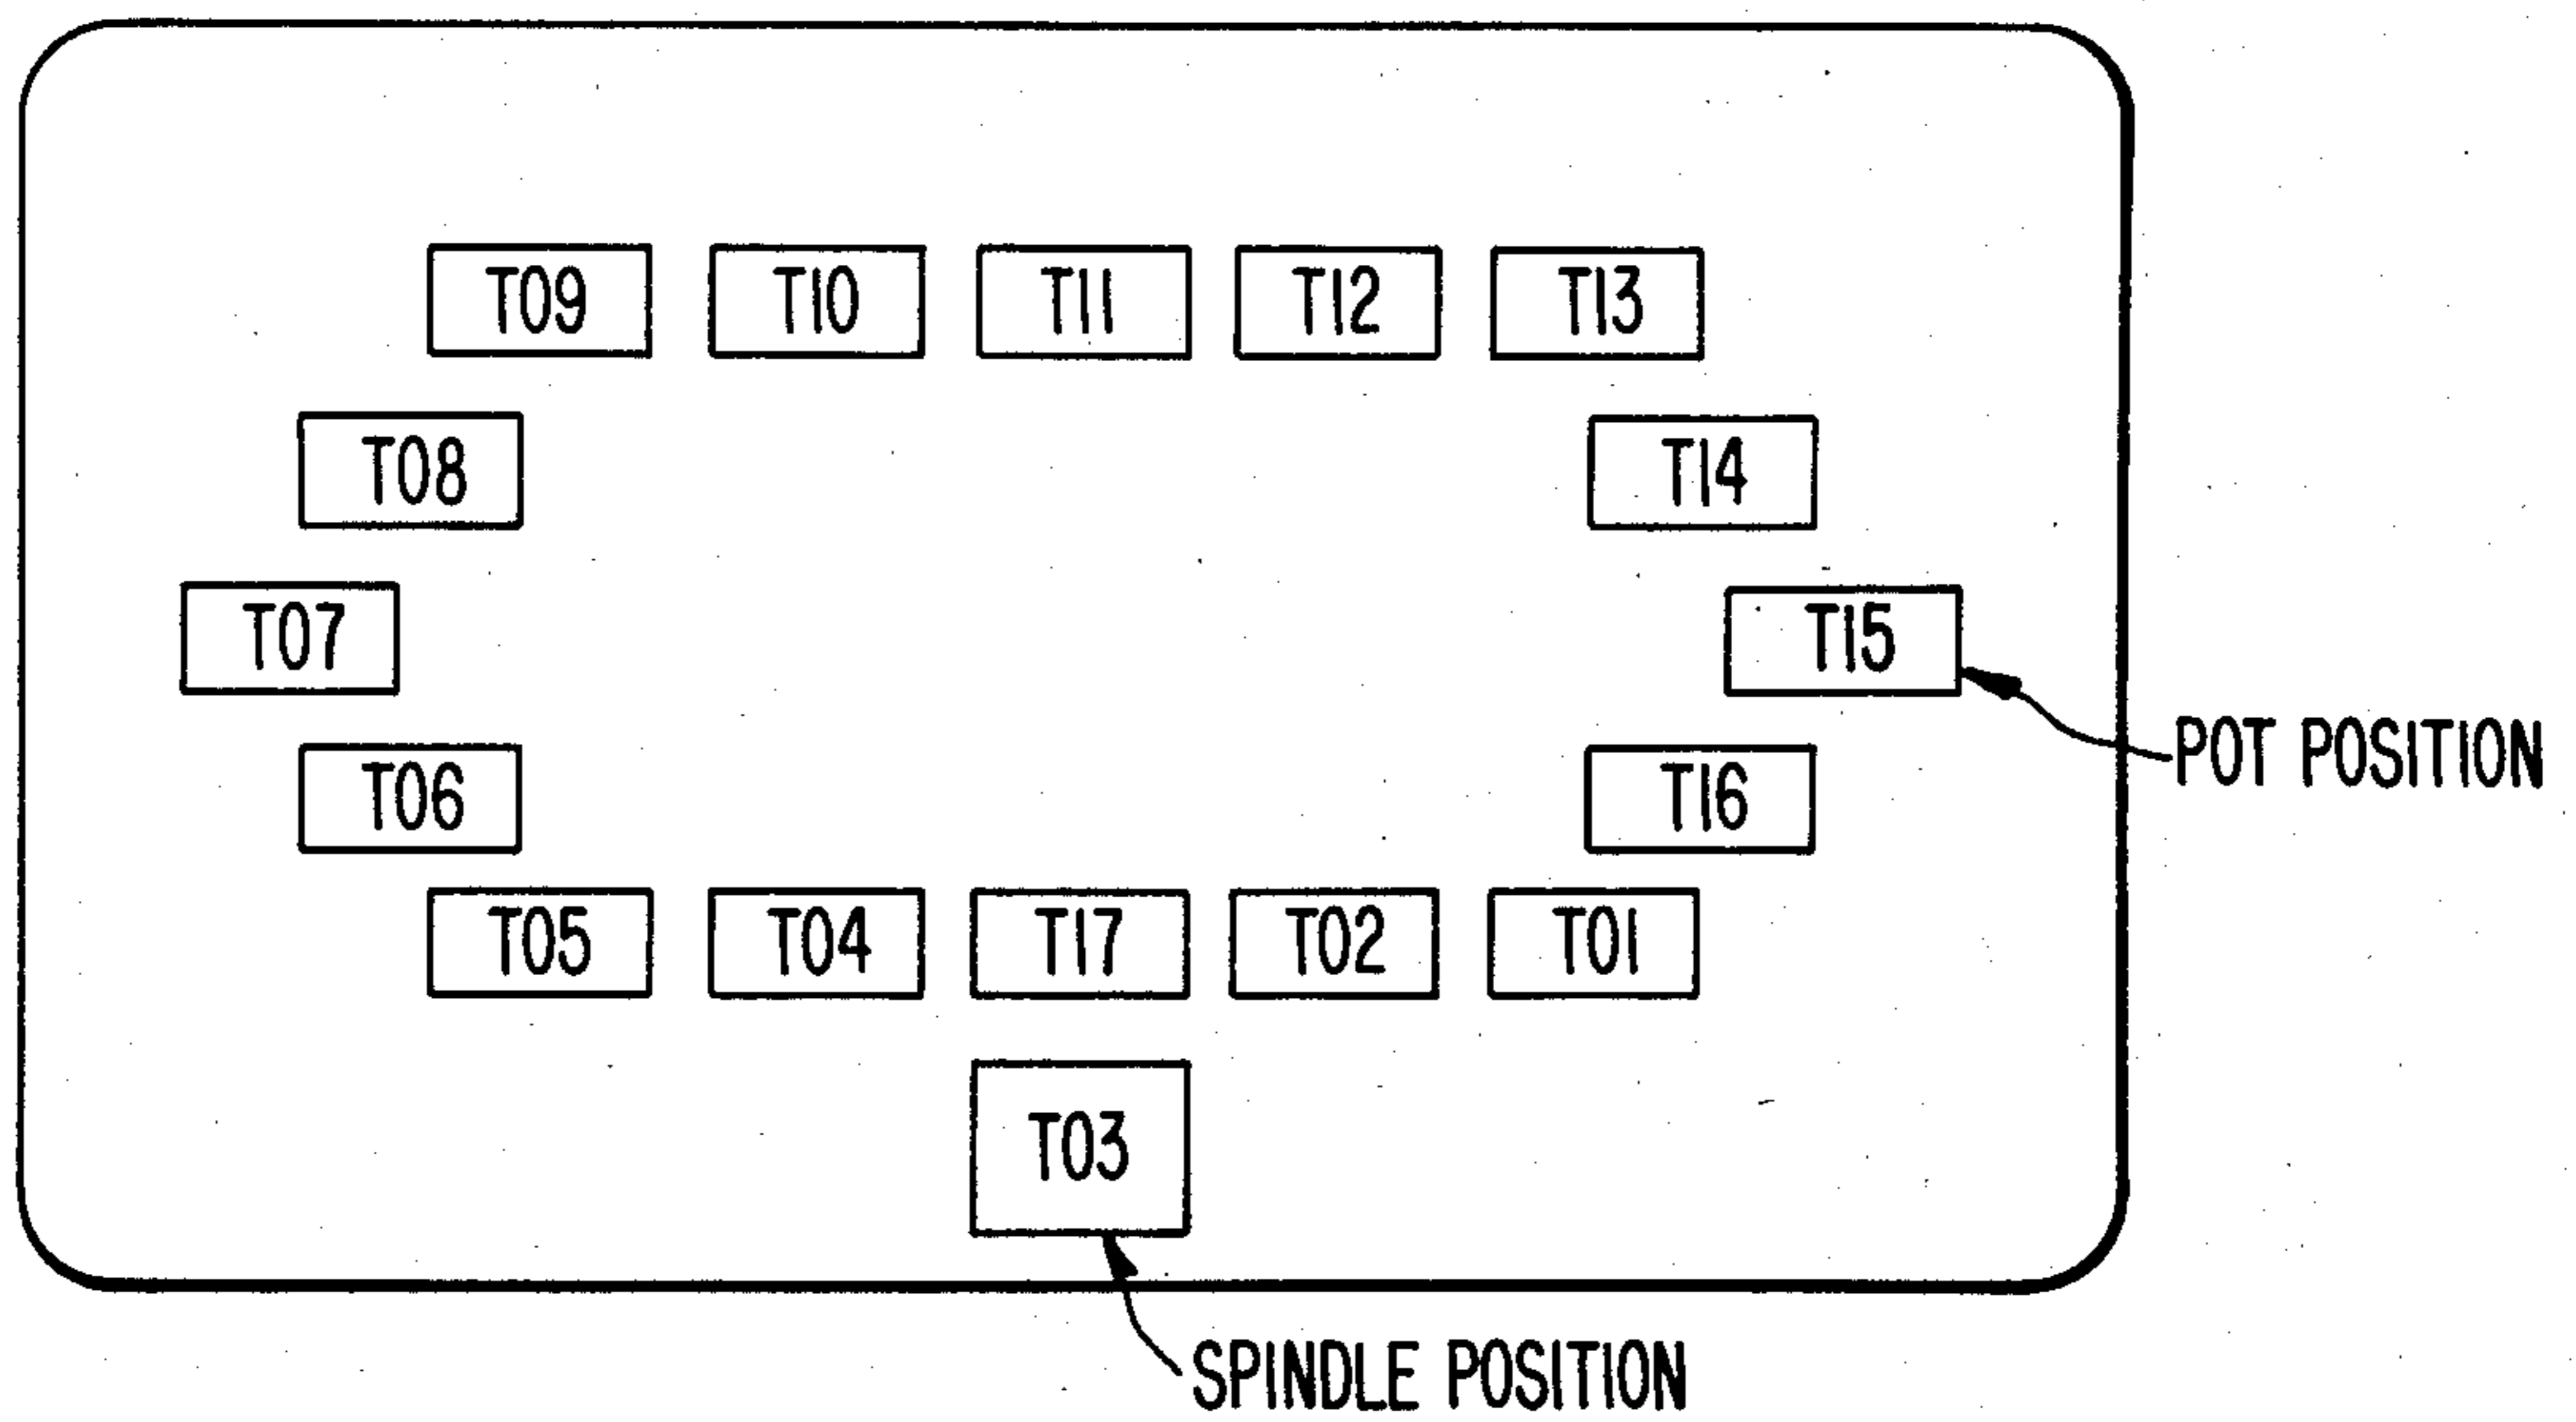 T09 T10 T11 T12 T13
T08 T14
T07 T15
POT POSITION
T06 T16
T05 T04 T17 T02 T01
T03
SPINDLE POSITION